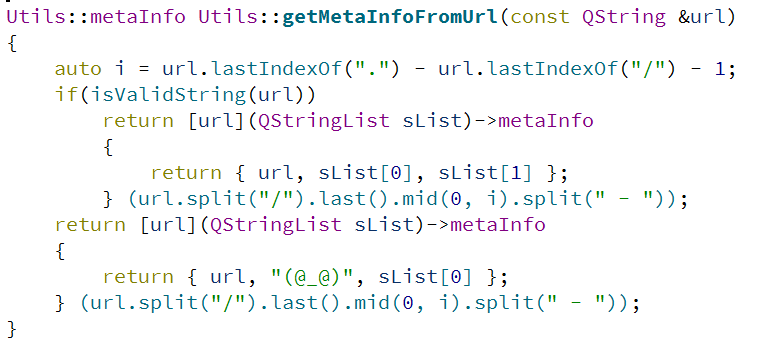 Utils::metaInfo Utils::getMetaInfoFromUrl(const QString &url)
{
    auto i = url.lastIndexOf(".") - url.lastIndexOf("/") - 1;
    if(isValidString(url))
        return [url](QStringList sList)->metaInfo
        {
            return { url, sList[0], sList[1] };
        } (url.split("/").last().mid(0, i).split(" - "));
    return [url](QStringList sList)->metaInfo
    {
        return { url, "(@_@)", sList[0] };
    } (url.split("/").last().mid(0, i).split(" - "));
}